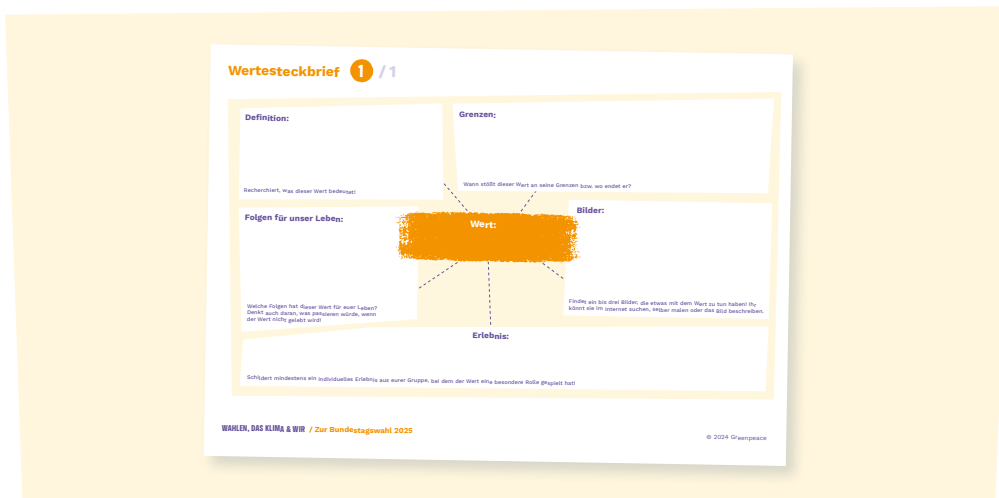 Wertesteckbrief 1 / 1
Definition:
Recherchiert, was dieser Wert bedeutet!
Grenzen:
Wann stößt dieser Wert an seine Grenzen bzw. wo endet er?
Wert:
Folgen für unser Leben:
Welche Folgen hat dieser Wert für euer Leben?
Denkt auch daran, was passieren würde, wenn
der Wert nicht gelebt wird!
Bilder:
Findet ein bis drei Bilder, die etwas mit dem Wert zu tun haben! Ihr
könnt sie im Internet suchen, selber malen oder das Bild beschreiben.
Erlebnis:
Schildert mindestens ein individuelles Erlebnis aus eurer Gruppe, bei dem der Wert eine besondere Rolle gespielt hat!
WAHLEN, DAS KLIMA & WIR / Zur Bundestagswahl 2025
© 2024 Greenpeace